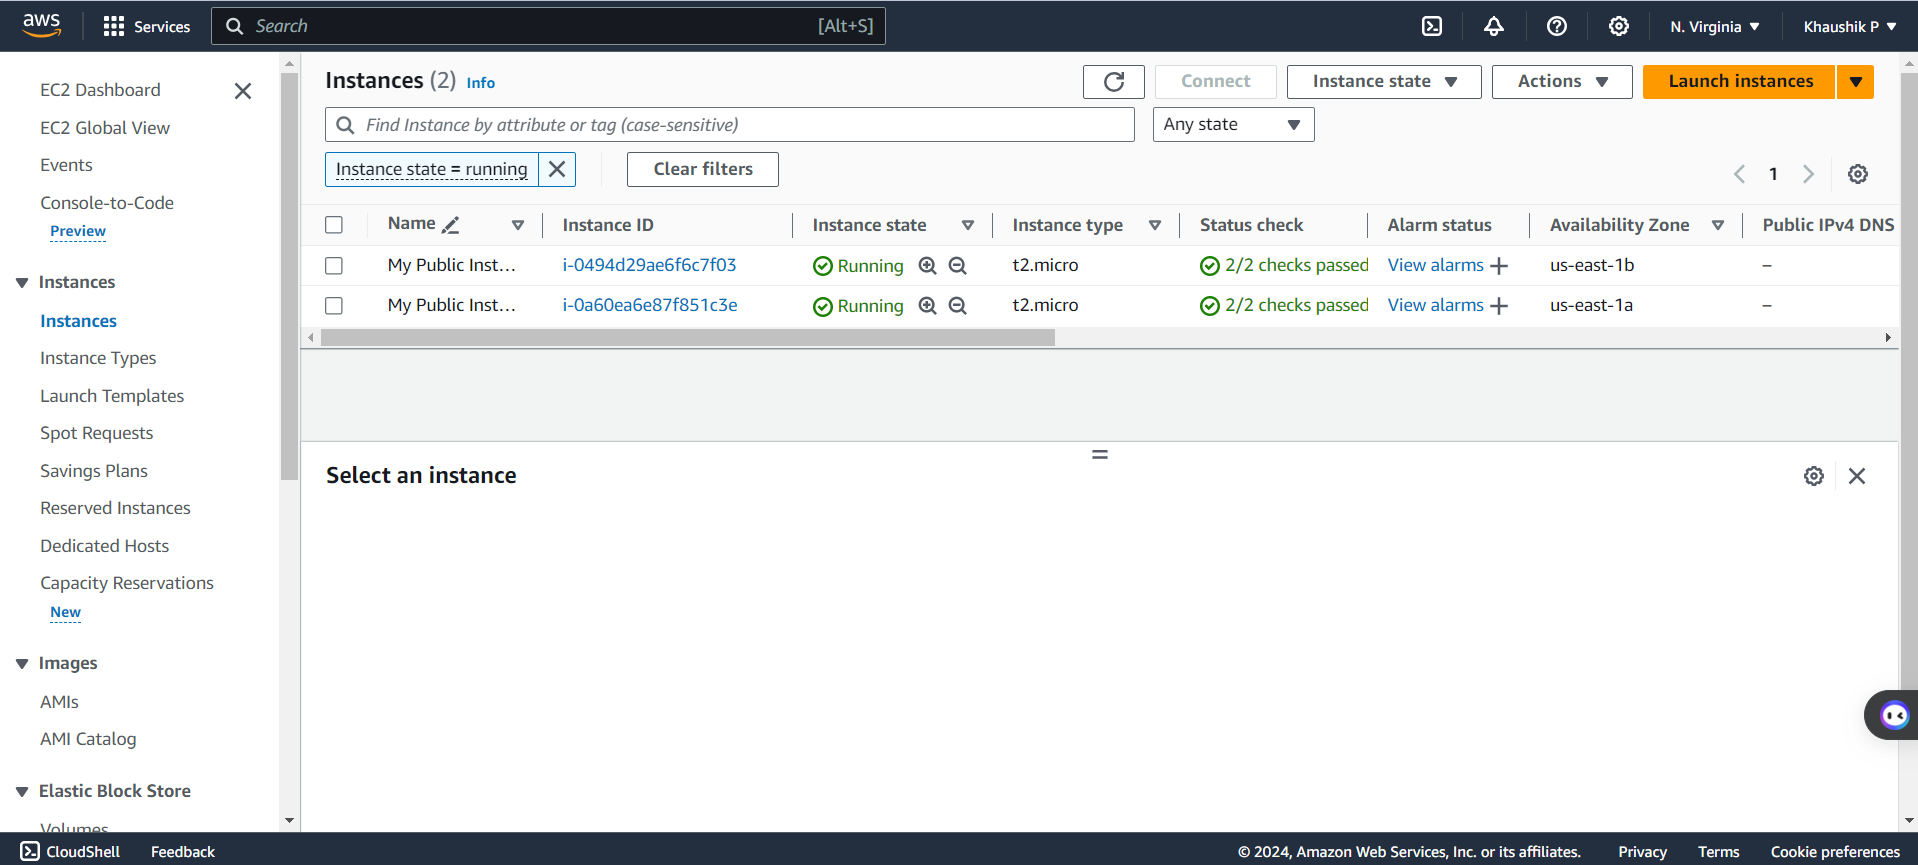 aws
Services
Search [Alt+S]
N. Virginia
Khaushik P
EC2 Dashboard
EC2 Global View
Events
Console-to-Code
Preview
Instances
Instances
Instance Types
Launch Templates
Spot Requests
Savings Plans
Reserved Instances
Dedicated Hosts
Capacity Reservations
New
Images
AMIs
AMI Catalog
Elastic Block Store
Volumes
Instances (2) Info
Connect
Instance state
Actions
Launch instances
Find Instance by attribute or tag (case-sensitive)
Any state
Instance state = running
Clear filters
1
Name Instance ID Instance state Instance type Status check Alarm status Availability Zone Public IPv4 DNS
My Public Inst... i-0494d29ae6f6c7f03 Running t2.micro 2/2 checks passed View alarms us-east-1b –
My Public Inst... i-0a60ea6e87f851c3e Running t2.micro 2/2 checks passed View alarms us-east-1a –
Select an instance
CloudShell Feedback © 2024, Amazon Web Services, Inc. or its affiliates. Privacy Terms Cookie preferences